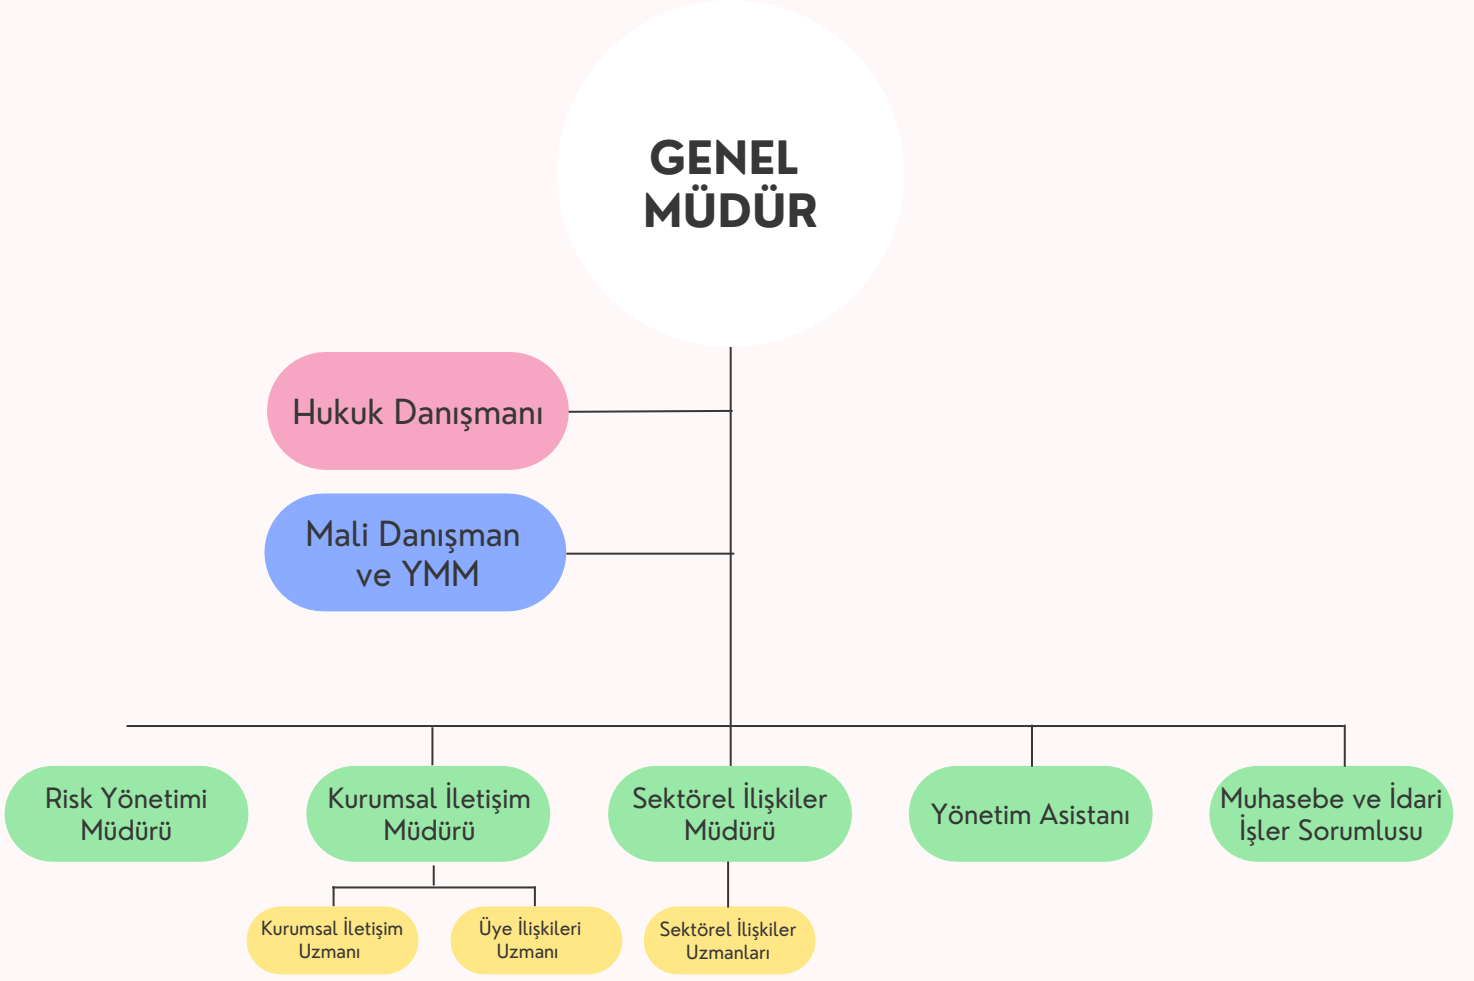 GENEL
MÜDÜR
Hukuk Danışmanı
Mali Danışman
ve YMM
Risk Yönetimi
Müdürü
Kurumsal İletişim
Müdürü
Sektörel İlişkiler
Müdürü
Yönetim Asistanı
Muhasebe ve İdari
İşler Sorumlusu
Kurumsal İletişim
Uzmanı
Üye İlişkileri
Uzmanı
Sektörel İlişkiler
Uzmanları